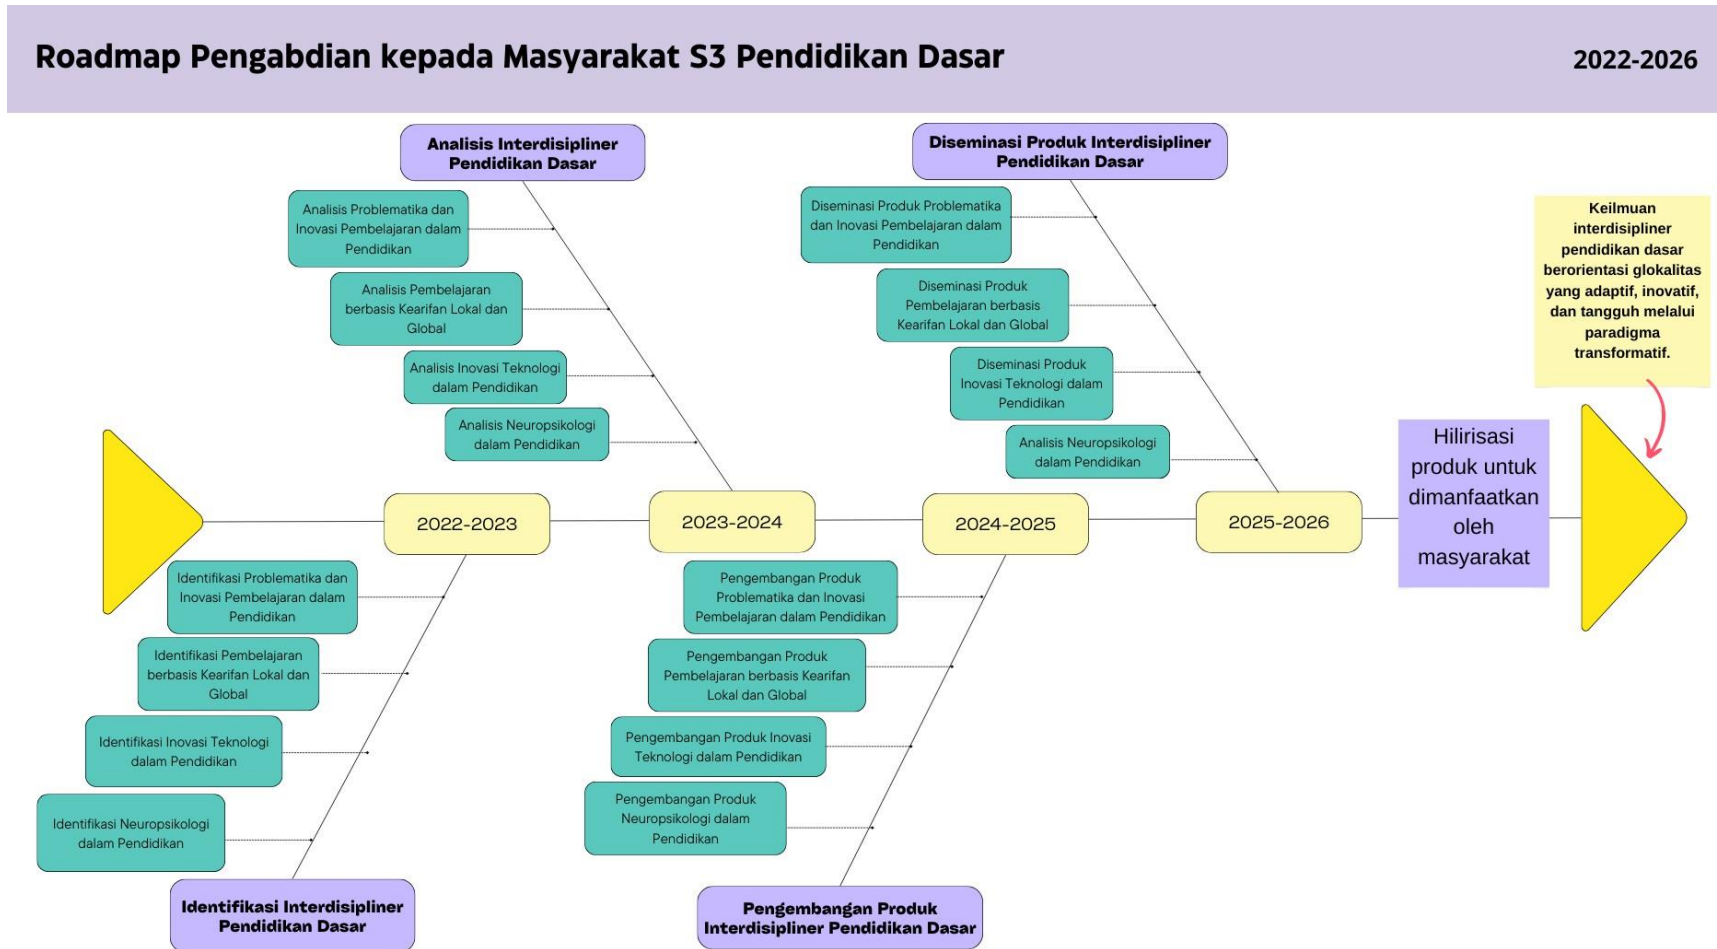 Roadmap Pengabdian kepada Masyarakat S3 Pendidikan Dasar
2022-2026
Analisis Interdisipliner
Pendidikan Dasar
Analisis Problematika dan
Inovasi Pembelajaran dalam
Pendidikan
Analisis Pembelajaran
berbasis Kearifan Lokal dan
Global
Analisis Inovasi Teknologi
dalam Pendidikan
Analisis Neuropsikologi
dalam Pendidikan
Diseminasi Produk Interdisipliner
Pendidikan Dasar
Diseminasi Produk Problematika
dan Inovasi Pembelajaran dalam
Pendidikan
Diseminasi Produk
Pembelajaran berbasis
Kearifan Lokal dan Global
Diseminasi Produk
Inovasi Teknologi dalam
Pendidikan
Analisis Neuropsikologi
dalam Pendidikan
Keilmuan
interdisipliner
pendidikan dasar
berorientasi glokalitas
yang adaptif, inovatif,
dan tangguh melalui
paradigma
transformatif.
2022-2023
2023-2024
2024-2025
2025-2026
Hilirisasi
produk untuk
dimanfaatkan
oleh
masyarakat
Identifikasi Problematika dan
Inovasi Pembelajaran dalam
Pendidikan
Identifikasi Pembelajaran
berbasis Kearifan Lokal dan
Global
Identifikasi Inovasi Teknologi
dalam Pendidikan
Identifikasi Neuropsikologi
dalam Pendidikan
Identifikasi Interdisipliner
Pendidikan Dasar
Pengembangan Produk
Problematika dan Inovasi
Pembelajaran dalam Pendidikan
Pengembangan Produk
Pembelajaran berbasis Kearifan
Lokal dan Global
Pengembangan Produk Inovasi
Teknologi dalam Pendidikan
Pengembangan Produk
Neuropsikologi dalam
Pendidikan
Pengembangan Produk
Interdisipliner Pendidikan Dasar